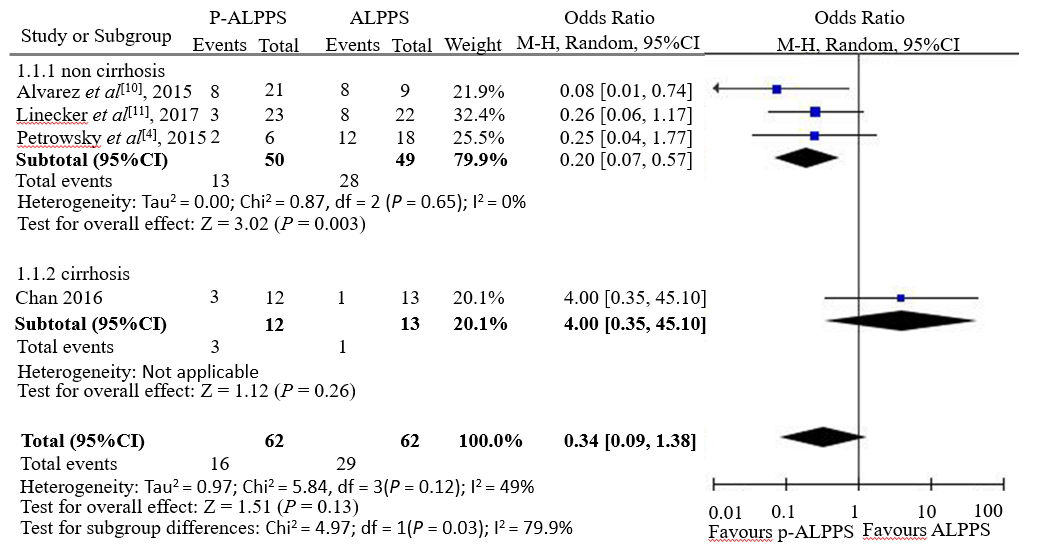 P-ALPPS ALPPS Odds Ratio Odds Ratio
Study or Subgroup Events Total Events Total Weight M-H, Random, 95%CI M-H, Random, 95%CI
1.1.1 non cirrhosis
Alvarez et al[10], 2015 8 21 8 9 21.9% 0.08 [0.01, 0.74]
Linecker et al[11], 2017 3 23 8 22 32.4% 0.26 [0.06, 1.17]
Petrowsky et al[4], 2015 2 6 12 18 25.5% 0.25 [0.04, 1.77]
Subtotal (95%CI) 50 49 79.9% 0.20 [0.07, 0.57]
Total events 13 28
Heterogeneity: Tau² = 0.00; Chi² = 0.87, df = 2 (P = 0.65); I² = 0%
Test for overall effect: Z = 3.02 (P = 0.003)
1.1.2 cirrhosis
Chan 2016 3 12 1 13 20.1% 4.00 [0.35, 45.10]
Subtotal (95%CI) 12 13 20.1% 4.00 [0.35, 45.10]
Total events 3 1
Heterogeneity: Not applicable
Test for overall effect: Z = 1.12 (P = 0.26)
Total (95%CI) 62 62 100.0% 0.34 [0.09, 1.38]
Total events 16 29
Heterogeneity: Tau² = 0.97; Chi² = 5.84, df = 3(P = 0.12); I² = 49%
Test for overall effect: Z = 1.51 (P = 0.13)
Test for subgroup differences: Chi² = 4.97; df = 1(P = 0.03); I² = 79.9%
0.01 0.1 1 10 100
Favours p-ALPPS Favours ALPPS